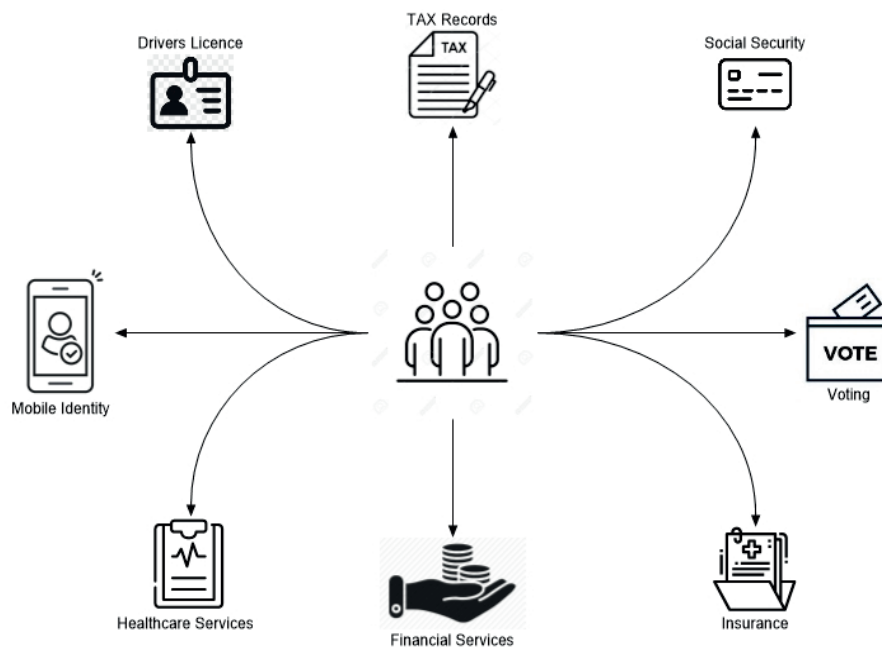 TAX Records
Drivers Licence
Social Security
TAX
VOTE
Mobile Identity
Voting
Healthcare Services
Financial Services
Insurance